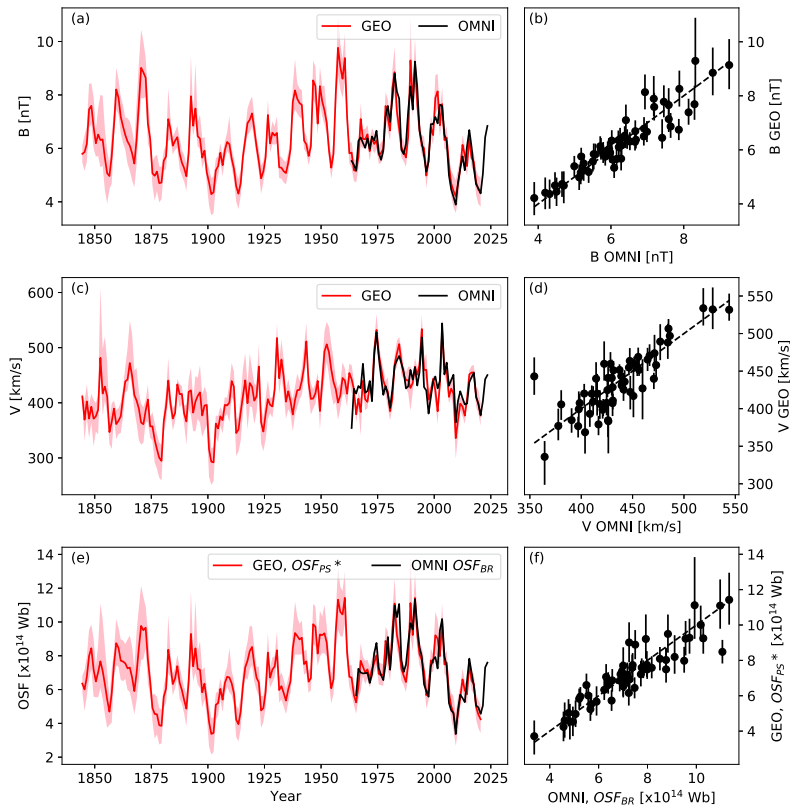 (a)
GEO
OMNI
B [nT]
10
8
6
4
1850 1875 1900 1925 1950 1975 2000 2025
(b)
B GEO [nT]
10
8
6
4
4 6 8
B OMNI [nT]
(c)
GEO
OMNI
V [km/s]
600
500
400
300
1850 1875 1900 1925 1950 1975 2000 2025
(d)
V GEO [km/s]
550
500
450
400
350
300
350 400 450 500 550
V OMNI [km/s]
(e)
GEO, OSF_PS *
OMNI OSF_BR
OSF [x10^14 Wb]
14
12
10
8
6
4
2
1850 1875 1900 1925 1950 1975 2000 2025
Year
(f)
GEO, OSF_PS * [x10^14 Wb]
14
12
10
8
6
4
4 6 8 10
OMNI, OSF_BR [x10^14 Wb]